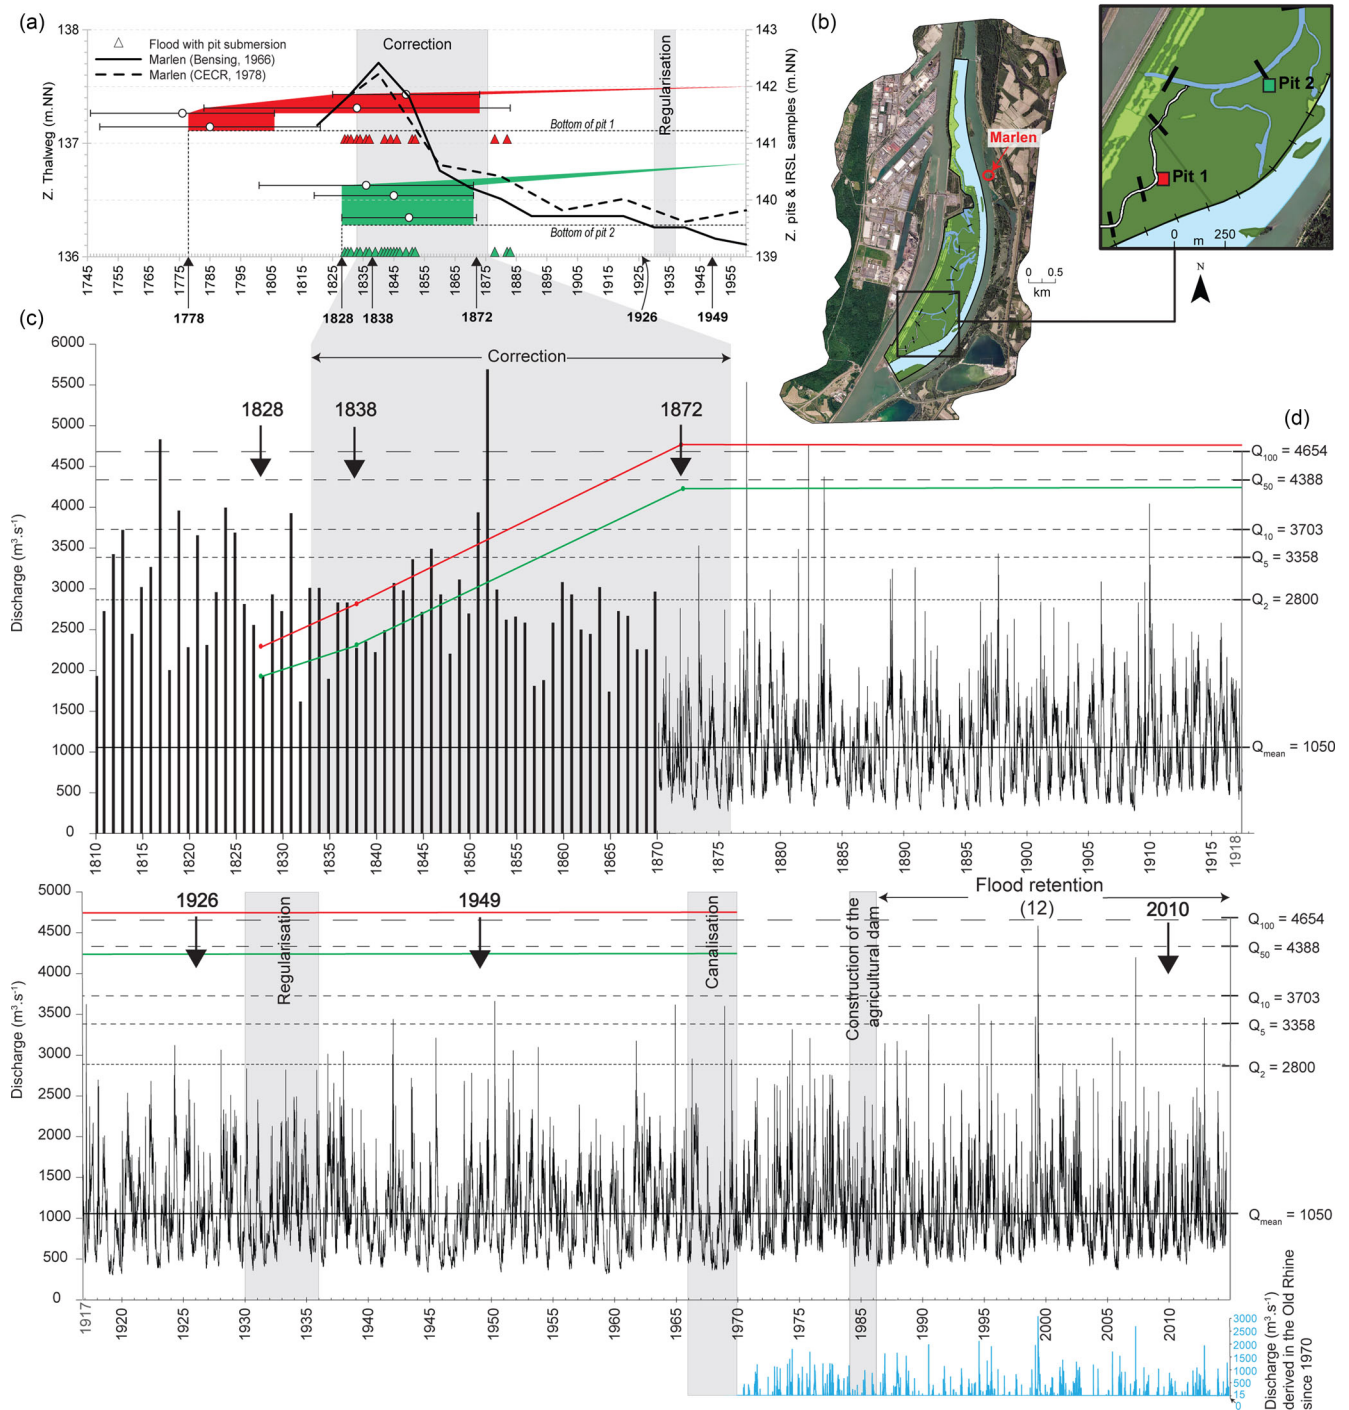 (a)
138
137
136
Z. Thalweg (m.NN)
Flood with pit submersion
Marlen (Bensing, 1966)
Marlen (CECR, 1978)
Correction
Regularisation
Bottom of pit 1
Bottom of pit 2
143
142
141
140
139
Z. pits & IRSL samples (m.NN)
1745
1755
1765
1775
1785
1795
1805
1815
1825
1835
1845
1855
1865
1875
1885
1895
1905
1915
1925
1935
1945
1955
1778
1828
1838
1872
1926
1949
(b)
Marlen
0 0.5
km
N
Pit 2
Pit 1
0 250
m
(c)
Correction
1828
1838
1872
(d)
6000
5500
5000
4500
4000
3500
3000
2500
2000
1500
1000
500
0
Discharge (m³.s⁻¹)
Q100 = 4654
Q50 = 4388
Q10 = 3703
Q5 = 3358
Q2 = 2800
Qmean = 1050
1810
1815
1820
1825
1830
1835
1840
1845
1850
1855
1860
1865
1870
1875
1880
1885
1890
1895
1900
1905
1910
1915
1918
5000
4500
4000
3500
3000
2500
2000
1500
1000
500
0
Discharge (m³.s⁻¹)
1926
Regularisation
1949
Canalisation
Construction of the
agricultural dam
Flood retention
(12)
2010
Q100 = 4654
Q50 = 4388
Q10 = 3703
Q5 = 3358
Q2 = 2800
Qmean = 1050
1917
1920
1925
1930
1935
1940
1945
1950
1955
1960
1965
1970
1975
1980
1985
1990
1995
2000
2005
2010
3000
2500
2000
1500
1000
500
15
0
Discharge (m³.s⁻¹)
derived in the Old Rhine
since 1970